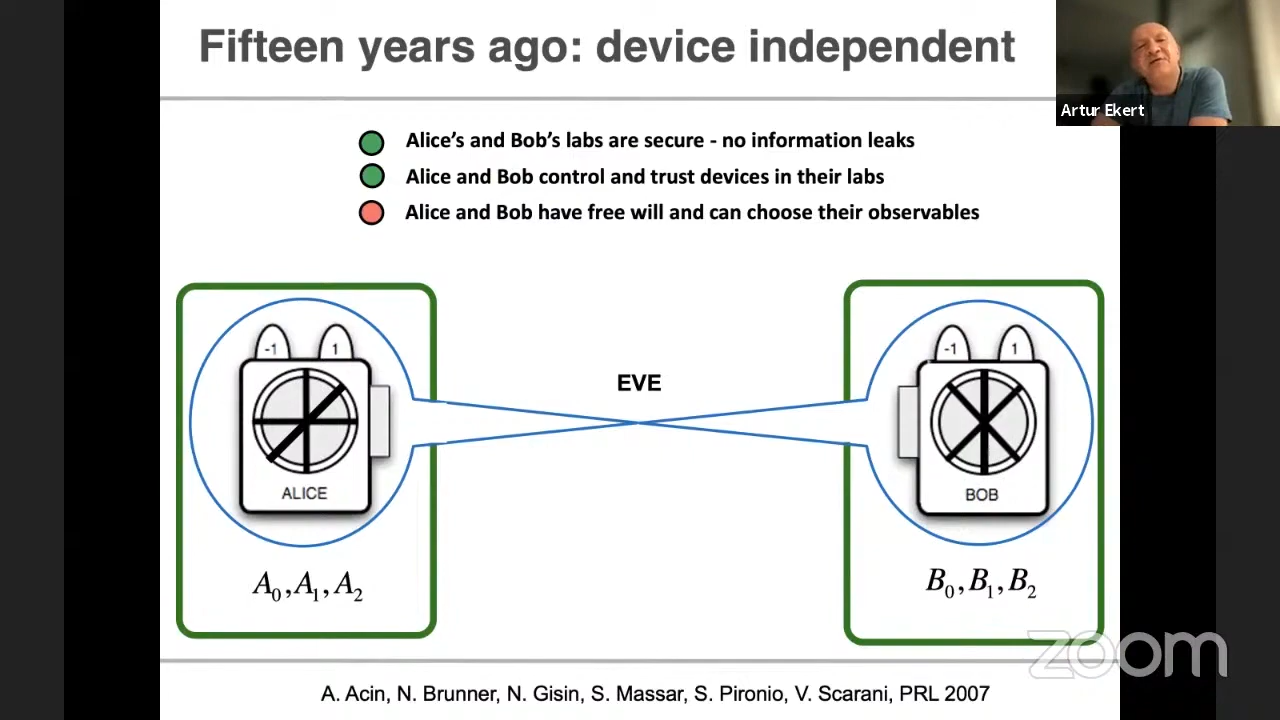 Fifteen years ago: device independent
Artur Ekert
Alice's and Bob's labs are secure - no information leaks
Alice and Bob control and trust devices in their labs
Alice and Bob have free will and can choose their observables
EVE
-1 1
ALICE
A₀,A₁,A₂
-1 1
BOB
B₀,B₁,B₂
zoom
A. Acin, N. Brunner, N. Gisin, S. Massar, S. Pironio, V. Scarani, PRL 2007